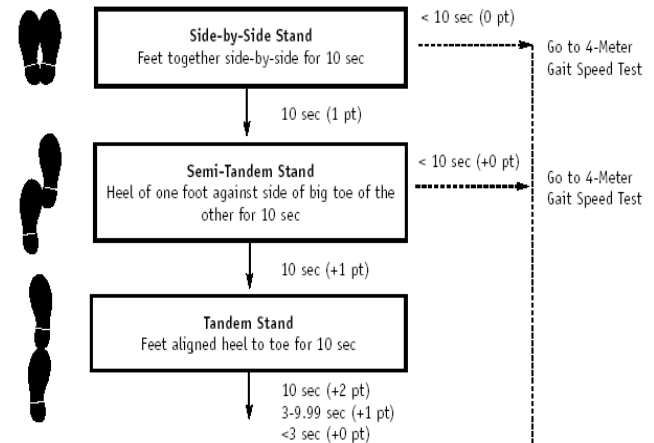 Side-by-Side Stand
Feet together side-by-side for 10 sec
< 10 sec (0 pt)
Go to 4-Meter
Gait Speed Test
10 sec (1 pt)
Semi-Tandem Stand
Heel of one foot against side of big toe of the
other for 10 sec
< 10 sec (+0 pt)
Go to 4-Meter
Gait Speed Test
10 sec (+1 pt)
Tandem Stand
Feet aligned heel to toe for 10 sec
10 sec (+2 pt)
3-9.99 sec (+1 pt)
<3 sec (+0 pt)